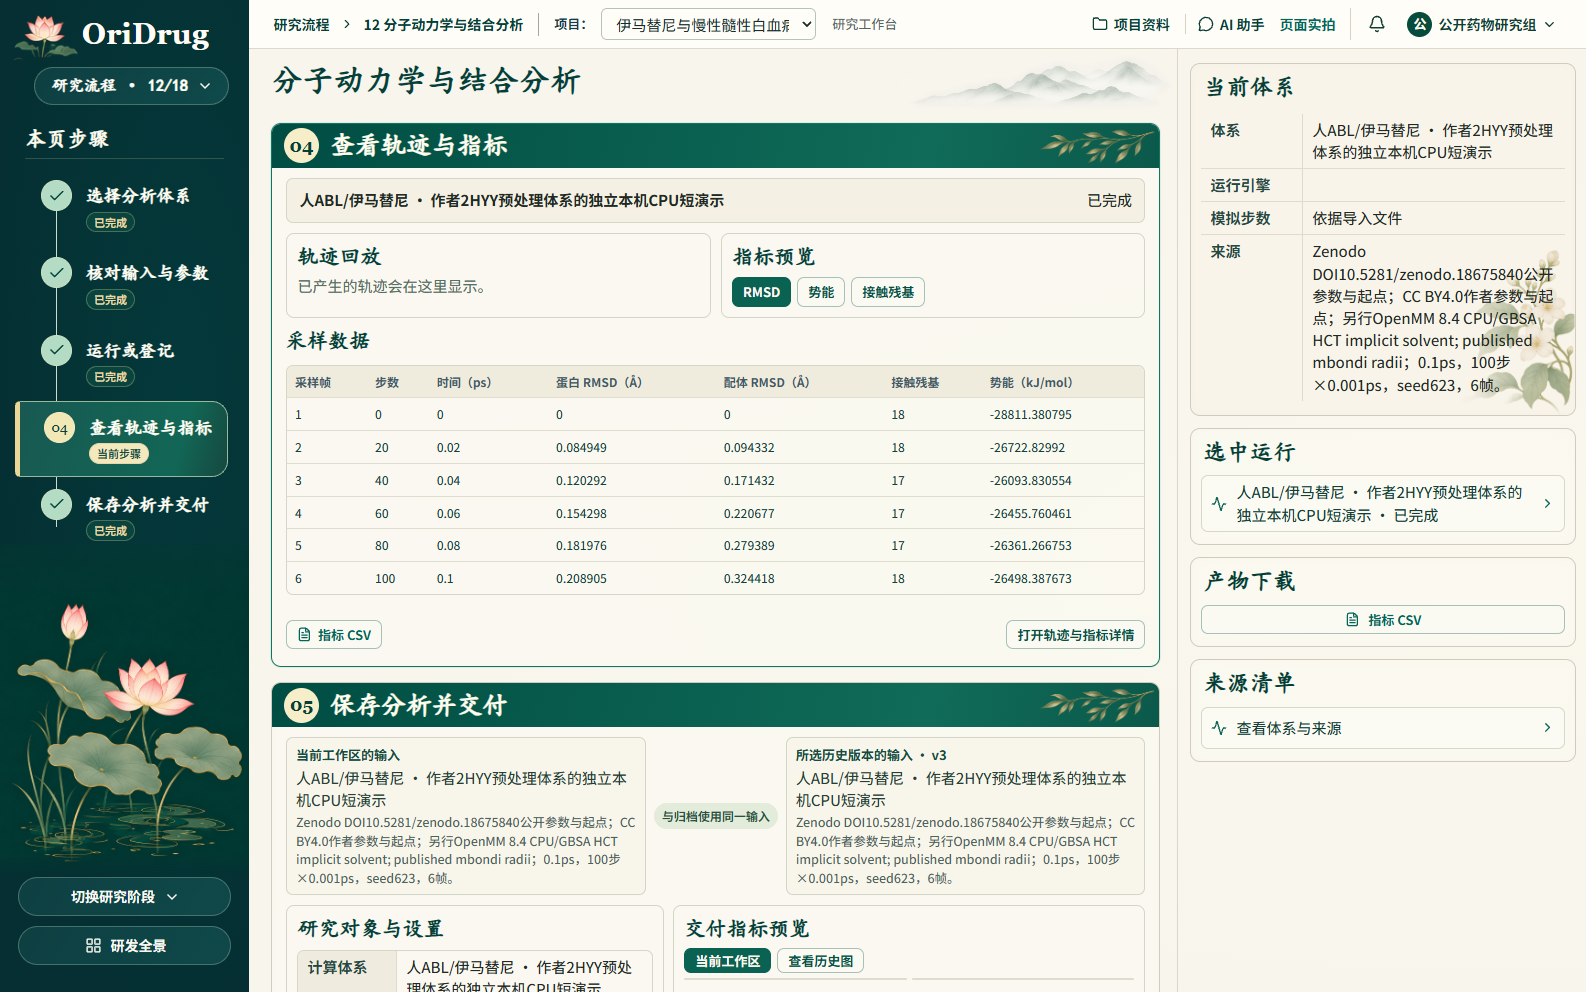 OriDrug
研究流程 • 12/18
本页步骤
选择分析体系
已完成
核对输入与参数
已完成
运行或登记
已完成
04
查看轨迹与指标
当前步骤
保存分析并交付
已完成
切换研究阶段
研发全景
研究流程 > 12 分子动力学与结合分析
项目：
伊马替尼与慢性髓性白血病
研究工作台
项目资料
AI 助手
页面实拍
公
公开药物研究组
分子动力学与结合分析
04 查看轨迹与指标
人ABL/伊马替尼 · 作者2HYY预处理体系的独立本机CPU短演示
已完成
轨迹回放
已产生的轨迹会在这里显示。
指标预览
RMSD 势能 接触残基
采样数据
采样帧 步数 时间（ps） 蛋白 RMSD（Å） 配体 RMSD（Å） 接触残基 势能（kJ/mol）
1 0 0 0 0 18 -28811.380795
2 20 0.02 0.084949 0.094332 18 -26722.82992
3 40 0.04 0.120292 0.171432 17 -26093.830554
4 60 0.06 0.154298 0.220677 17 -26455.760461
5 80 0.08 0.181976 0.279389 17 -26361.266753
6 100 0.1 0.208905 0.324418 18 -26498.387673
指标 CSV
打开轨迹与指标详情
05 保存分析并交付
当前工作区的输入
人ABL/伊马替尼 · 作者2HYY预处理体系的独立本
机CPU短演示
Zenodo DOI10.5281/zenodo.18675840公开参数与起点；CC
BY4.0作者参数与起点；另行OpenMM 8.4 CPU/GBSA HCT
implicit solvent; published mbondi radii；0.1ps，100步
×0.001ps，seed623，6帧。
与归档使用同一输入
所选历史版本的输入 · v3
人ABL/伊马替尼 · 作者2HYY预处理体系的独立本
机CPU短演示
Zenodo DOI10.5281/zenodo.18675840公开参数与起点；CC
BY4.0作者参数与起点；另行OpenMM 8.4 CPU/GBSA HCT
implicit solvent; published mbondi radii；0.1ps，100步
×0.001ps，seed623，6帧。
研究对象与设置
计算体系
人ABL/伊马替尼 · 作者2HYY预处
理体系的独立本机CPU短演示
交付指标预览
当前工作区 查看历史图
当前体系
体系
人ABL/伊马替尼 · 作者2HYY预处理
体系的独立本机CPU短演示
运行引擎
模拟步数
依据导入文件
来源
Zenodo
DOI10.5281/zenodo.18675840公开
参数与起点；CC BY4.0作者参数与起
点；另行OpenMM 8.4 CPU/GBSA
HCT implicit solvent; published
mbondi radii；0.1ps，100步
×0.001ps，seed623，6帧。
选中运行
人ABL/伊马替尼 · 作者2HYY预处理体系的
独立本机CPU短演示 · 已完成
产物下载
指标 CSV
来源清单
查看体系与来源